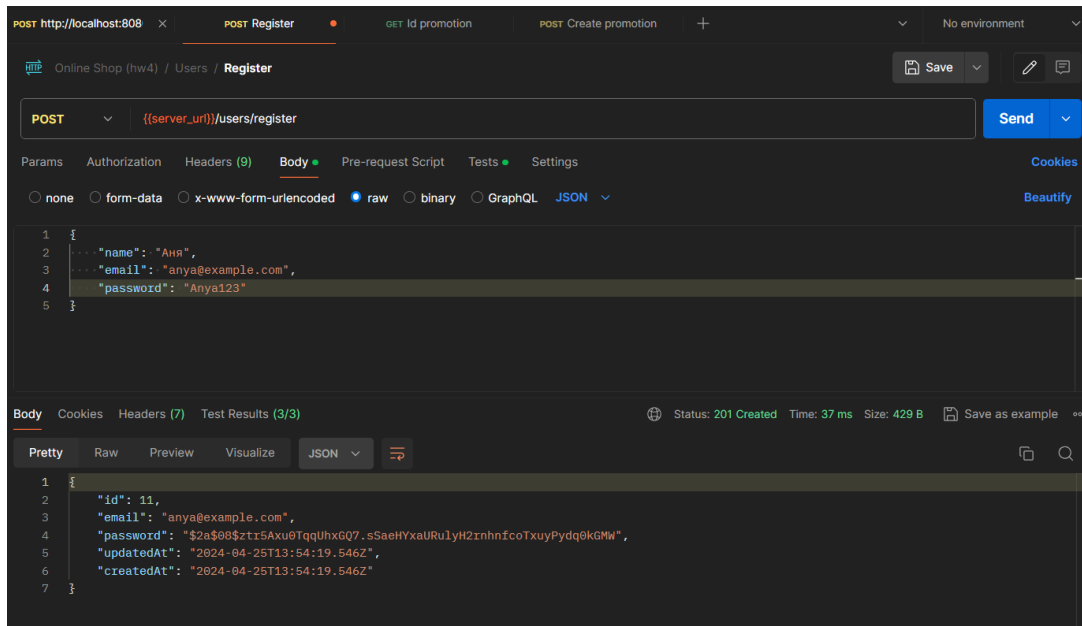 POST http://localhost:808 POST Register GET Id promotion POST Create promotion No environment
HTTP Online Shop (hw4) / Users / Register Save
POST {{server_url}}/users/register Send
Params Authorization Headers (9) Body Pre-request Script Tests Settings Cookies
none form-data x-www-form-urlencoded raw binary GraphQL JSON Beautify
1 {
2 "name": "Аня",
3 "email": "anya@example.com",
4 "password": "Anya123"
5 }
Body Cookies Headers (7) Test Results (3/3) Status: 201 Created Time: 37 ms Size: 429 B Save as example
Pretty Raw Preview Visualize JSON
1 {
2 "id": 11,
3 "email": "anya@example.com",
4 "password": "$2a$08$ztr5Axu0TqqUhxGQ7.sSaeHYxaURulyH2rnhnfcoTxuyPydq0kGMW",
5 "updatedAt": "2024-04-25T13:54:19.546Z",
6 "createdAt": "2024-04-25T13:54:19.546Z"
7 }